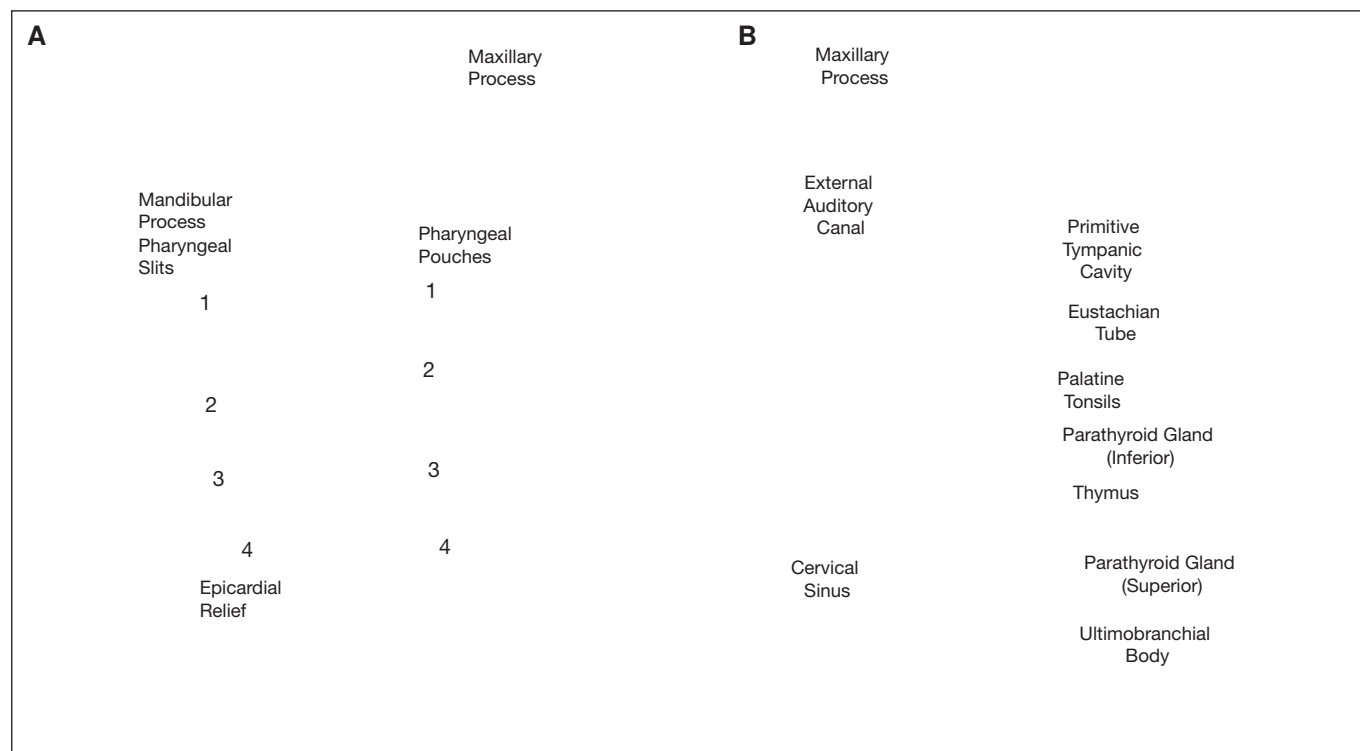 A
Maxillary
Process
Mandibular
Process
Pharyngeal
Slits
1
2
3
4
Epicardial
Relief
Pharyngeal
Pouches
1
2
3
4
B
Maxillary
Process
External
Auditory
Canal
Cervical
Sinus
Primitive
Tympanic
Cavity
Eustachian
Tube
Palatine
Tonsils
Parathyroid Gland
(Inferior)
Thymus
Parathyroid Gland
(Superior)
Ultimobranchial
Body